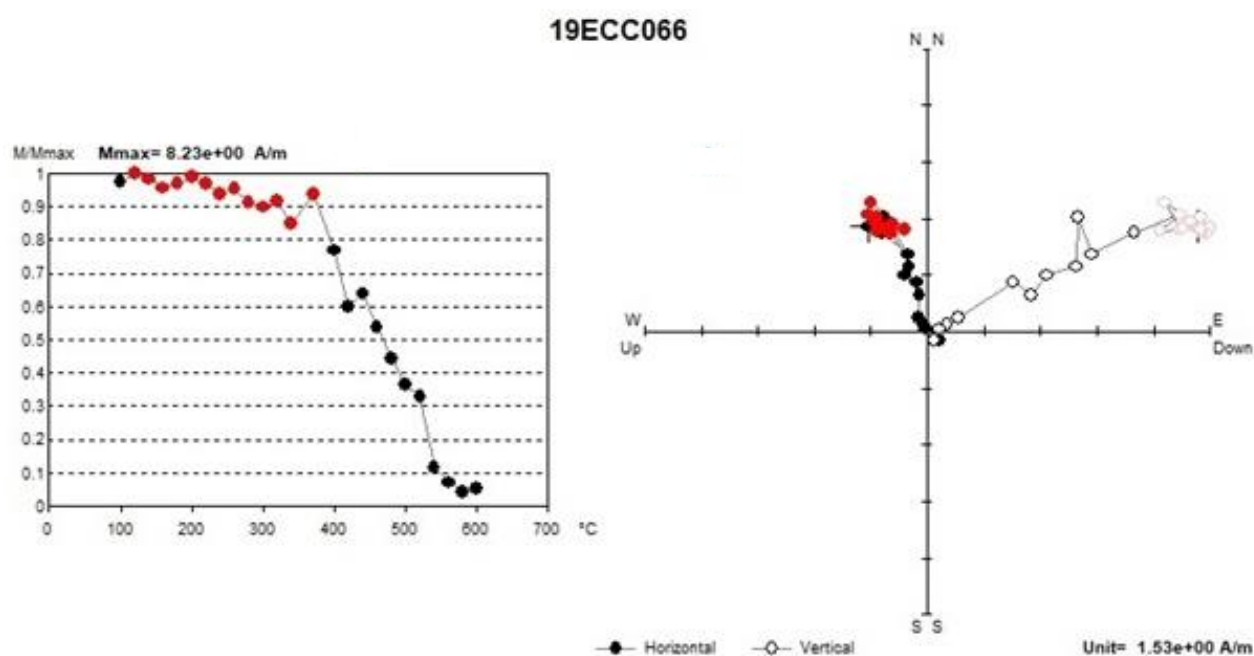 19ECC066
M/Mmax Mmax= 8.23e+00 A/m
1
0.9
0.8
0.7
0.6
0.5
0.4
0.3
0.2
0.1
0
0 100 200 300 400 500 600 700 °C
N N
W E
Up Down
S S
Horizontal Vertical Unit= 1.53e+00 A/m